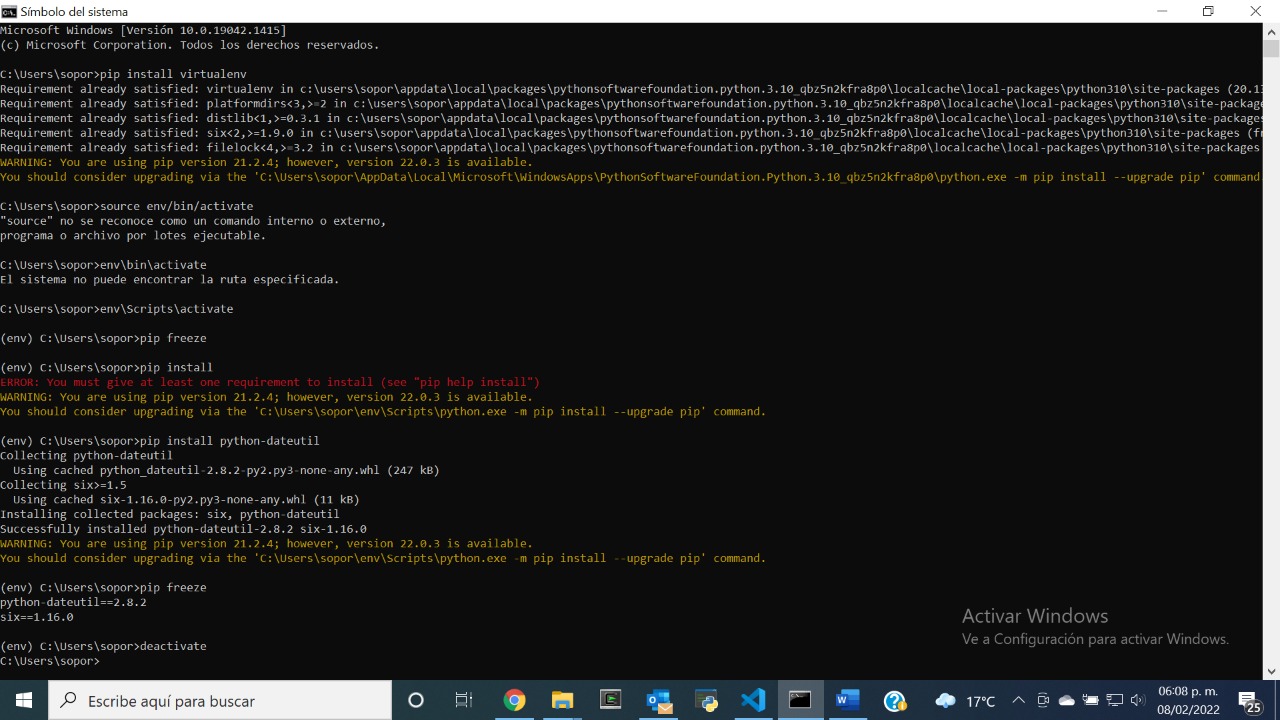 Símbolo del sistema
Microsoft Windows [Versión 10.0.19042.1415]
(c) Microsoft Corporation. Todos los derechos reservados.
C:\Users\sopor>pip install virtualenv
Requirement already satisfied: virtualenv in c:\users\sopor\appdata\local\packages\pythonsoftwarefoundation.python.3.10_qbz5n2kfra8p0\localcache\local-packages\python310\site-packages (20.13
Requirement already satisfied: platformdirs<3,>=2 in c:\users\sopor\appdata\local\packages\pythonsoftwarefoundation.python.3.10_qbz5n2kfra8p0\localcache\local-packages\python310\site-package
Requirement already satisfied: distlib<1,>=0.3.1 in c:\users\sopor\appdata\local\packages\pythonsoftwarefoundation.python.3.10_qbz5n2kfra8p0\localcache\local-packages\python310\site-packages
Requirement already satisfied: six<2,>=1.9.0 in c:\users\sopor\appdata\local\packages\pythonsoftwarefoundation.python.3.10_qbz5n2kfra8p0\localcache\local-packages\python310\site-packages (fr
Requirement already satisfied: filelock<4,>=3.2 in c:\users\sopor\appdata\local\packages\pythonsoftwarefoundation.python.3.10_qbz5n2kfra8p0\localcache\local-packages\python310\site-packages
WARNING: You are using pip version 21.2.4; however, version 22.0.3 is available.
You should consider upgrading via the 'C:\Users\sopor\AppData\Local\Microsoft\WindowsApps\PythonSoftwareFoundation.Python.3.10_qbz5n2kfra8p0\python.exe -m pip install --upgrade pip' command.
C:\Users\sopor>source env/bin/activate
"source" no se reconoce como un comando interno o externo,
programa o archivo por lotes ejecutable.
C:\Users\sopor>env\bin\activate
El sistema no puede encontrar la ruta especificada.
C:\Users\sopor>env\Scripts\activate
(env) C:\Users\sopor>pip freeze
(env) C:\Users\sopor>pip install
ERROR: You must give at least one requirement to install (see "pip help install")
WARNING: You are using pip version 21.2.4; however, version 22.0.3 is available.
You should consider upgrading via the 'C:\Users\sopor\env\Scripts\python.exe -m pip install --upgrade pip' command.
(env) C:\Users\sopor>pip install python-dateutil
Collecting python-dateutil
Using cached python_dateutil-2.8.2-py2.py3-none-any.whl (247 kB)
Collecting six>=1.5
Using cached six-1.16.0-py2.py3-none-any.whl (11 kB)
Installing collected packages: six, python-dateutil
Successfully installed python-dateutil-2.8.2 six-1.16.0
WARNING: You are using pip version 21.2.4; however, version 22.0.3 is available.
You should consider upgrading via the 'C:\Users\sopor\env\Scripts\python.exe -m pip install --upgrade pip' command.
(env) C:\Users\sopor>pip freeze
python-dateutil==2.8.2
six==1.16.0
(env) C:\Users\sopor>deactivate
C:\Users\sopor>
Activar Windows
Ve a Configuración para activar Windows.
Escribe aquí para buscar
17°C
06:08 p. m.
08/02/2022
25